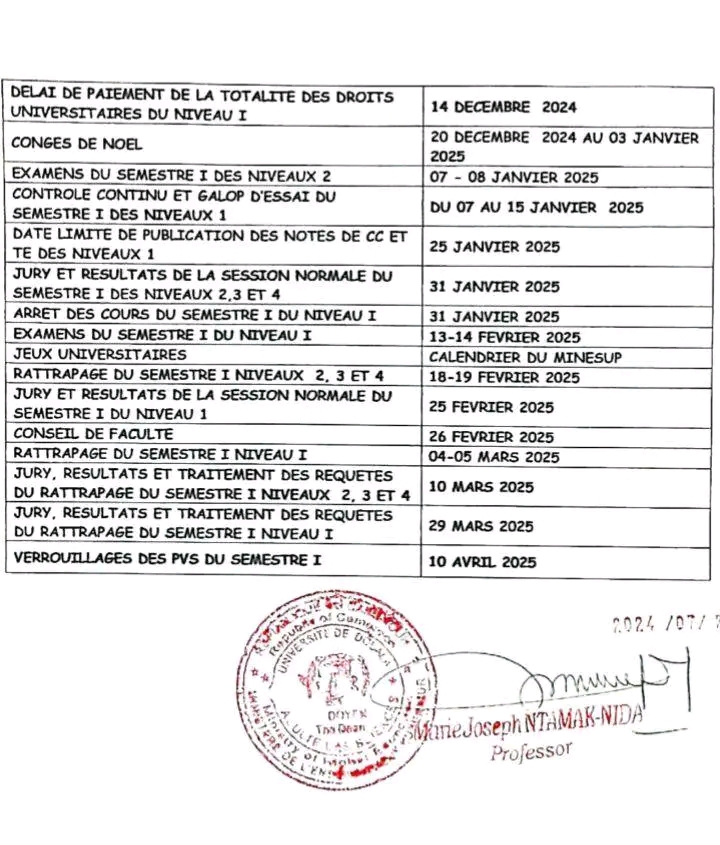 DELAI DE PAIEMENT DE LA TOTALITE DES DROITS
UNIVERSITAIRES DU NIVEAU I
14 DECEMBRE 2024
CONGES DE NOEL
20 DECEMBRE 2024 AU 03 JANVIER
2025
EXAMENS DU SEMESTRE I DES NIVEAUX 2
07 - 08 JANVIER 2025
CONTROLE CONTINU ET GALOP D'ESSAI DU
SEMESTRE I DES NIVEAUX 1
DU 07 AU 15 JANVIER 2025
DATE LIMITE DE PUBLICATION DES NOTES DE CC ET
TE DES NIVEAUX 1
25 JANVIER 2025
JURY ET RESULTATS DE LA SESSION NORMALE DU
SEMESTRE I DES NIVEAUX 2,3 ET 4
31 JANVIER 2025
ARRET DES COURS DU SEMESTRE I DU NIVEAU I
31 JANVIER 2025
EXAMENS DU SEMESTRE I DU NIVEAU I
13-14 FEVRIER 2025
JEUX UNIVERSITAIRES
CALENDRIER DU MINESUP
RATTRAPAGE DU SEMESTRE I NIVEAUX 2, 3 ET 4
18-19 FEVRIER 2025
JURY ET RESULTATS DE LA SESSION NORMALE DU
SEMESTRE I DU NIVEAU 1
25 FEVRIER 2025
CONSEIL DE FACULTE
26 FEVRIER 2025
RATTRAPAGE DU SEMESTRE I NIVEAU I
04-05 MARS 2025
JURY, RESULTATS ET TRAITEMENT DES REQUETES
DU RATTRAPAGE DU SEMESTRE I NIVEAUX 2, 3 ET 4
10 MARS 2025
JURY, RESULTATS ET TRAITEMENT DES REQUETES
DU RATTRAPAGE DU SEMESTRE I NIVEAU I
29 MARS 2025
VERROUILLAGES DES PVS DU SEMESTRE I
10 AVRIL 2025
2024 /07/
Republic of Cameroon
UNIVERSITE DE DOUALA
DOYEN
The Dean
Marie Joseph NTAMAK-NIDA
Professor